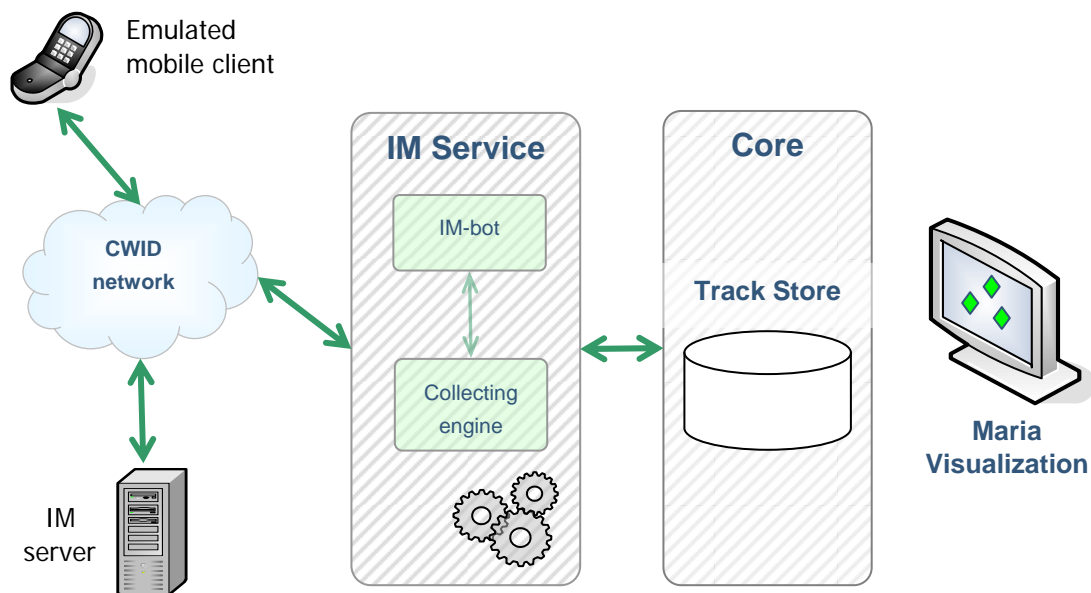 Emulated
mobile client
CWID
network
IM
server
IM Service
IM-bot
Collecting
engine
Core
Track Store
Maria
Visualization